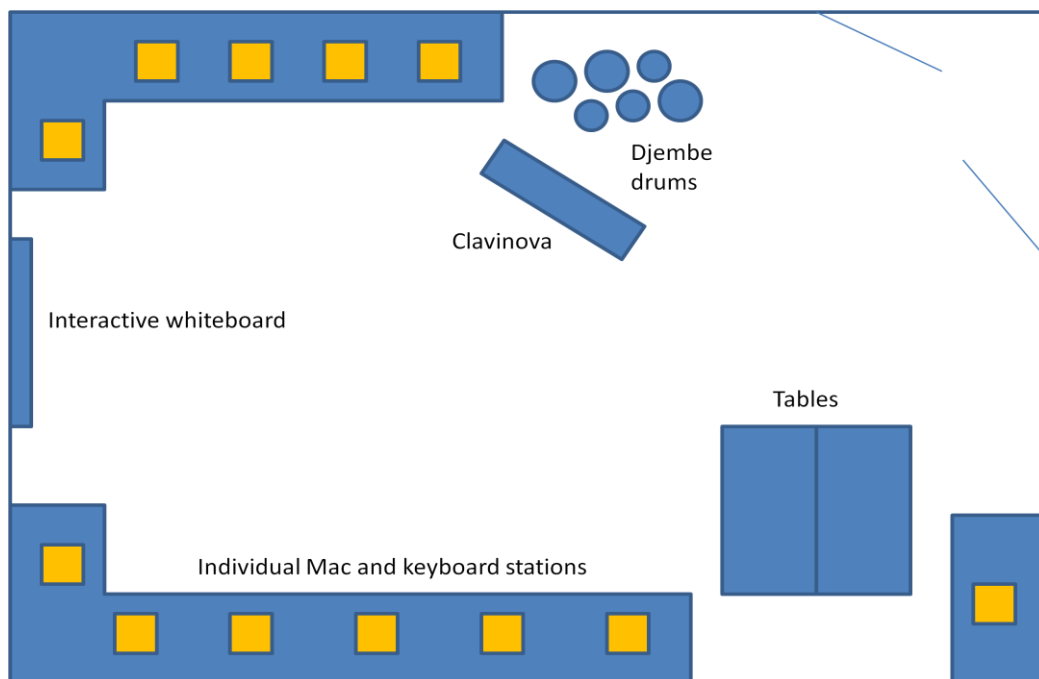 Djembe
drums
Clavinova
Interactive whiteboard
Tables
Individual Mac and keyboard stations